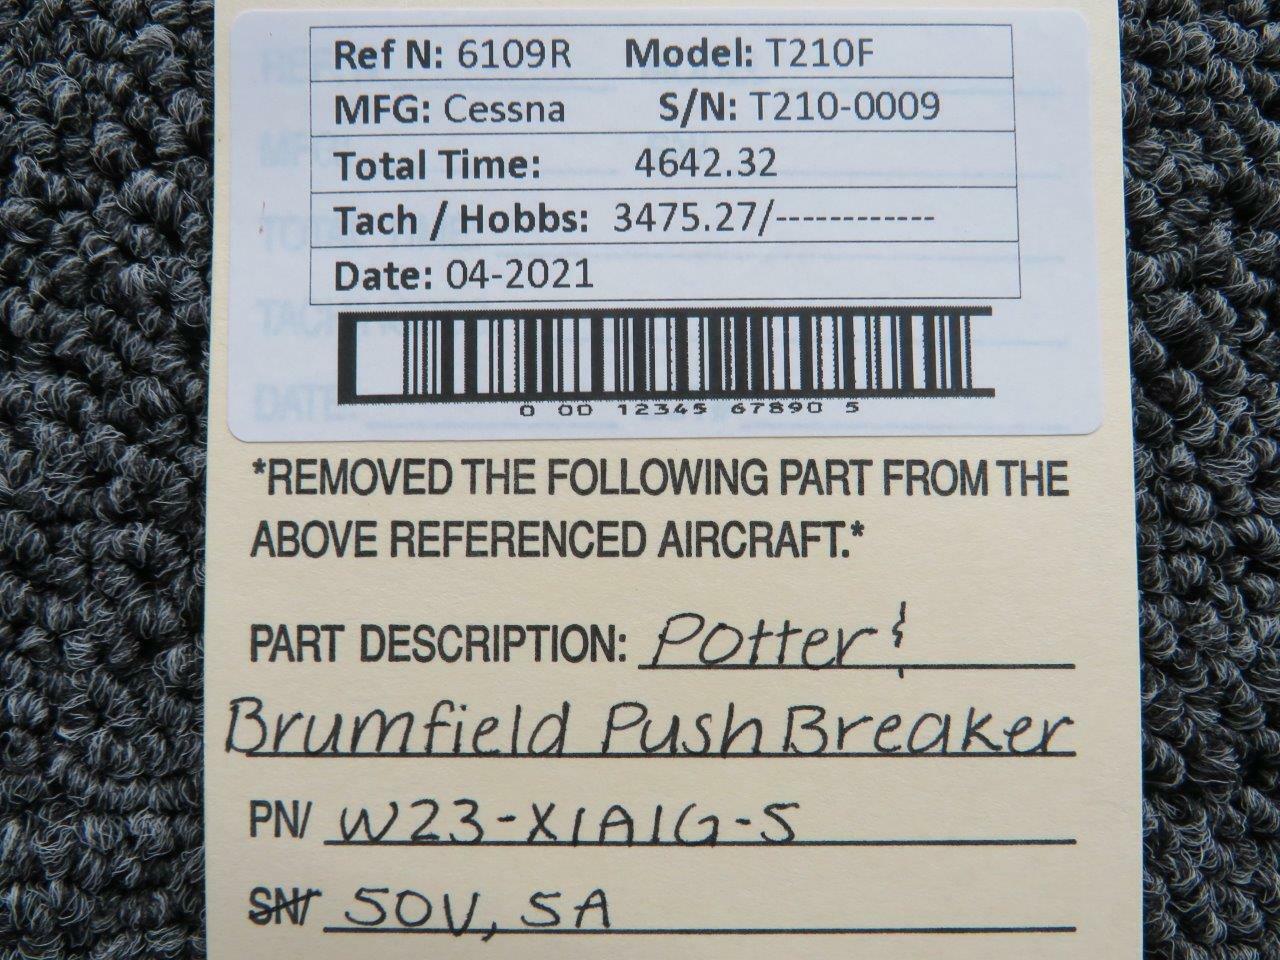 Ref N: 6109R Model: T210F
MFG: Cessna S/N: T210-0009
Total Time: 4642.32
Tach / Hobbs: 3475.27/------------
Date: 04-2021
0 00 12345 67890 5
*REMOVED THE FOLLOWING PART FROM THE
ABOVE REFERENCED AIRCRAFT.*
PART DESCRIPTION: Potter &
Brumfield Push Breaker
PN/ W23-X1A1G-5
SN/ 50V, 5A